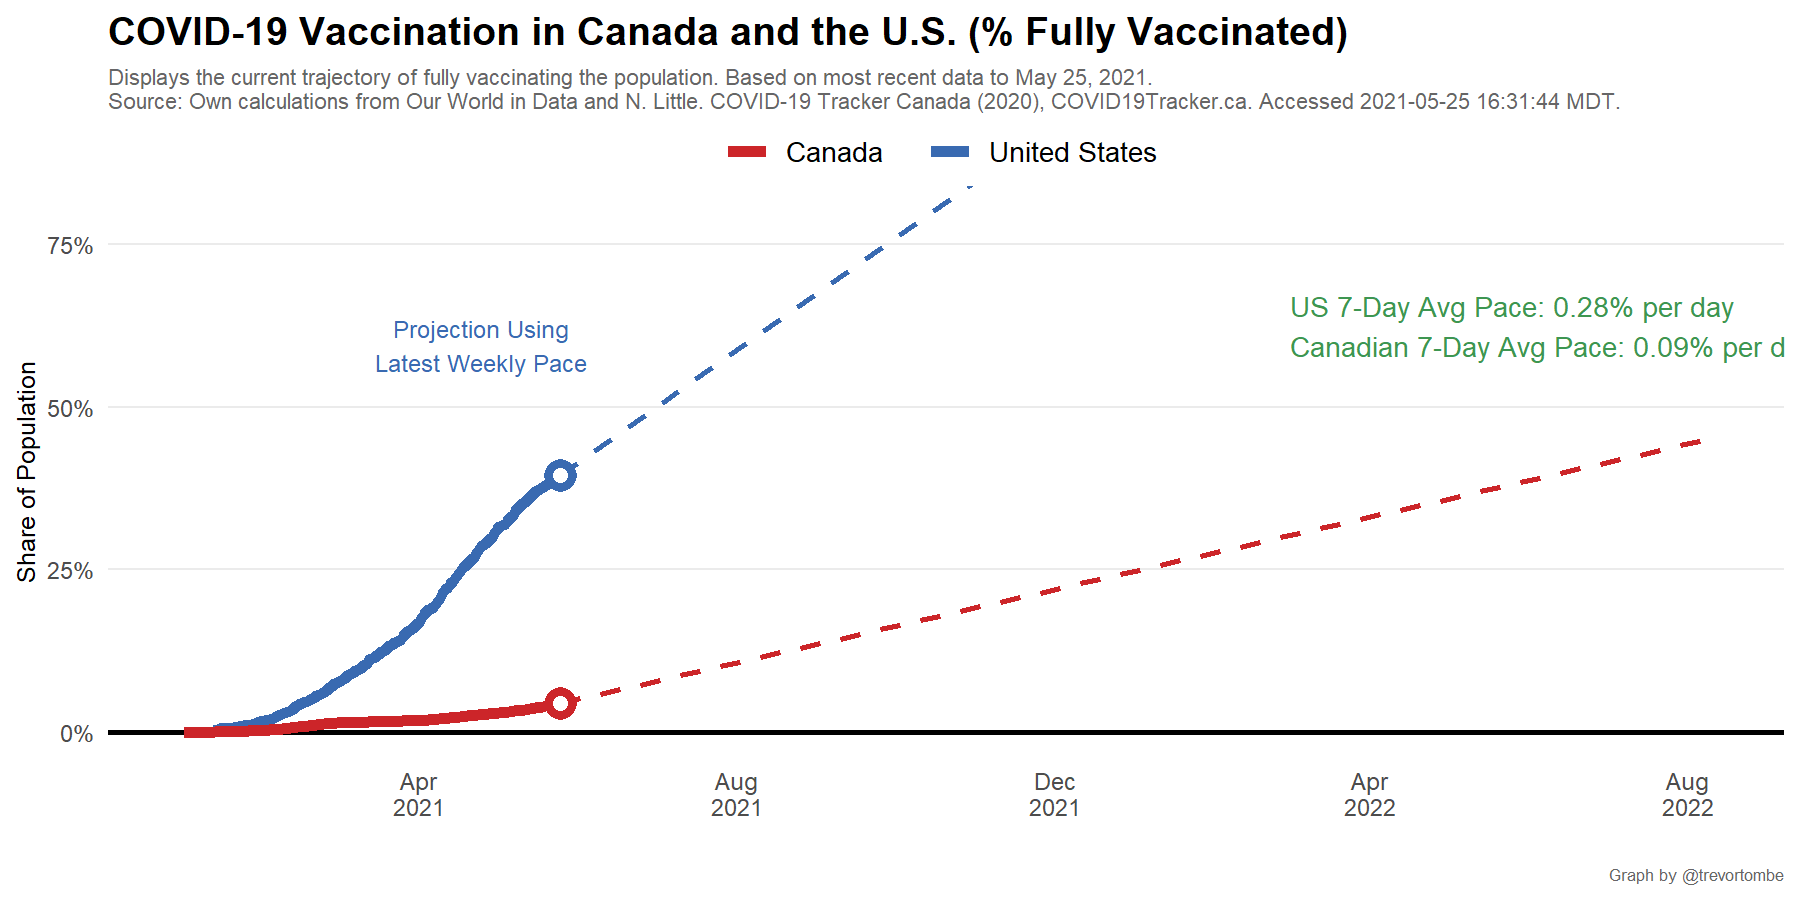 COVID-19 Vaccination in Canada and the U.S. (% Fully Vaccinated)
Displays the current trajectory of fully vaccinating the population. Based on most recent data to May 25, 2021.
Source: Own calculations from Our World in Data and N. Little. COVID-19 Tracker Canada (2020), COVID19Tracker.ca. Accessed 2021-05-25 16:31:44 MDT.
Canada United States
75%
US 7-Day Avg Pace: 0.28% per day
Canadian 7-Day Avg Pace: 0.09% per d
Projection Using
Latest Weekly Pace
Share of Population
50%
25%
0%
Apr Aug Dec Apr Aug
2021 2021 2021 2022 2022
Graph by @trevortombe